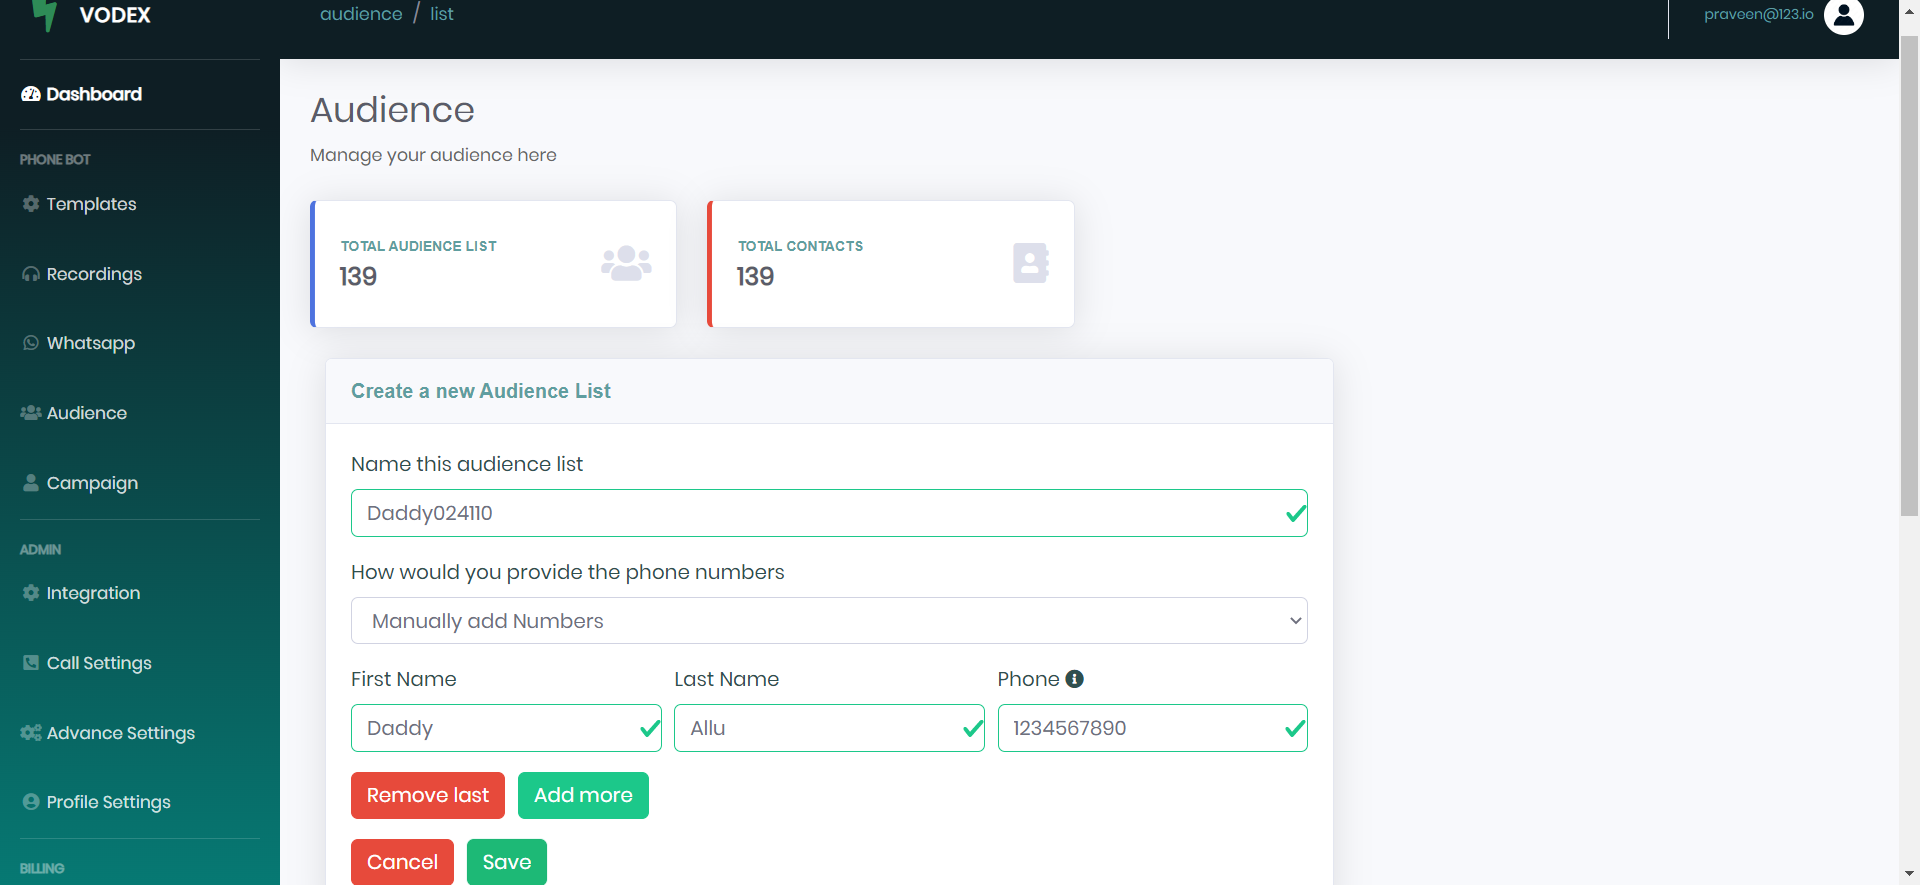 VODEX
audience / list
praveen@123.io
Dashboard
PHONE BOT
Templates
Recordings
Whatsapp
Audience
Campaign
ADMIN
Integration
Call Settings
Advance Settings
Profile Settings
BILLING
Audience
Manage your audience here
TOTAL AUDIENCE LIST
139
TOTAL CONTACTS
139
Create a new Audience List
Name this audience list
Daddy024110
How would you provide the phone numbers
Manually add Numbers
First Name Last Name Phone
Daddy Allu 1234567890
Remove last Add more
Cancel Save